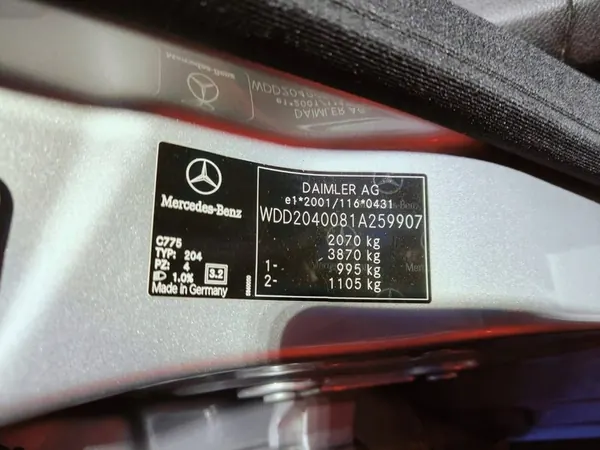 Mercedes-Benz
C775
TYP: 204
PZ: 4
1.0% 3.2
Made in Germany
DAIMLER AG
e1*2001/116*0431
WDD2040081A259907
2070 kg
3870 kg
1- 995 kg
2- 1105 kg